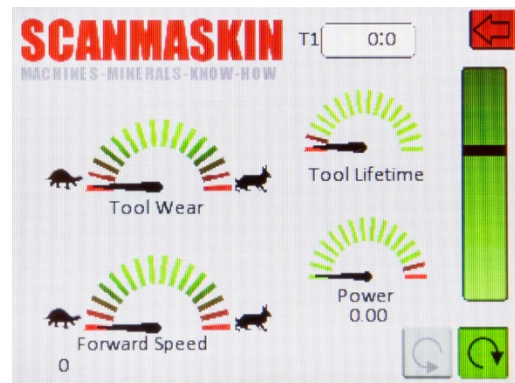 SCANMASKIN
MACHINES-MINERALS-KNOW-HOW
T1 0:0
Tool Wear
Tool Lifetime
Forward Speed
0
Power
0.00